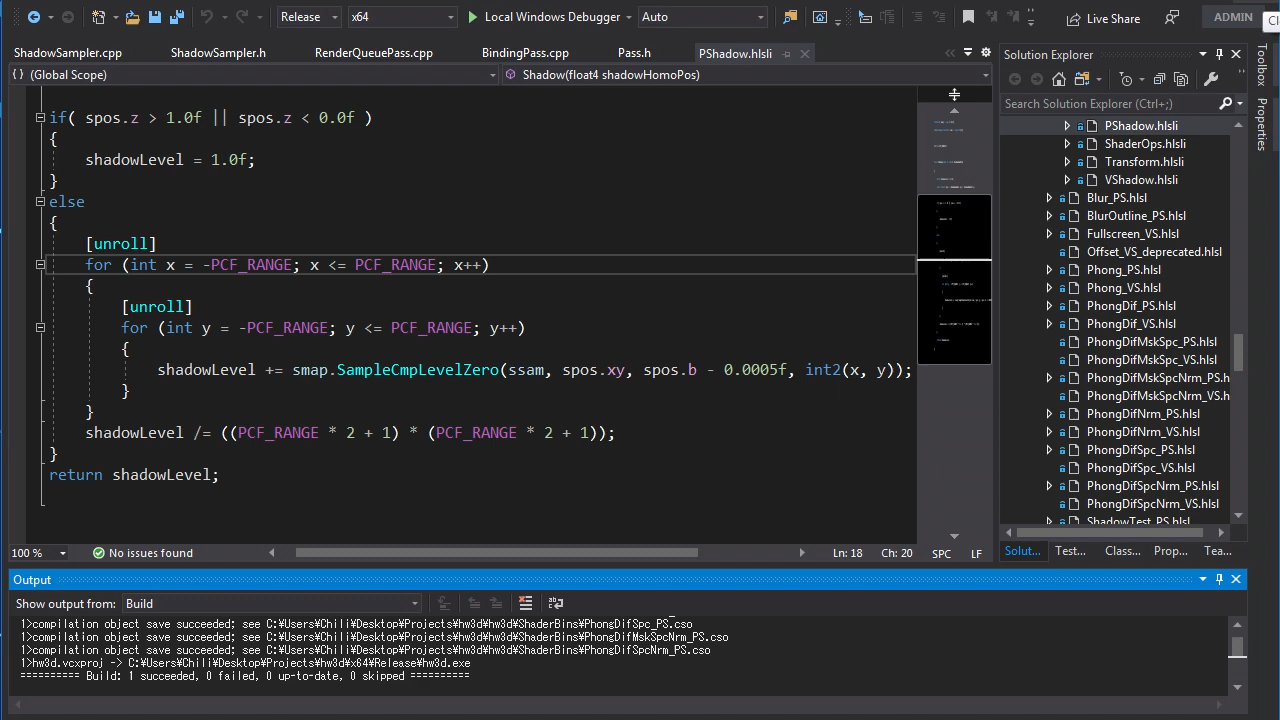 Release x64 Local Windows Debugger Auto Live Share ADMIN
ShadowSampler.cpp ShadowSampler.h RenderQueuePass.cpp BindingPass.cpp Pass.h PShadow.hlsli
{} (Global Scope) Shadow(float4 shadowHomoPos)
if( spos.z > 1.0f || spos.z < 0.0f )
{
shadowLevel = 1.0f;
}
else
{
[unroll]
for (int x = -PCF_RANGE; x <= PCF_RANGE; x++)
{
[unroll]
for (int y = -PCF_RANGE; y <= PCF_RANGE; y++)
{
shadowLevel += smap.SampleCmpLevelZero(ssam, spos.xy, spos.b - 0.0005f, int2(x, y));
}
}
shadowLevel /= ((PCF_RANGE * 2 + 1) * (PCF_RANGE * 2 + 1));
}
return shadowLevel;
100 % No issues found Ln: 18 Ch: 20 SPC LF
Solution Explorer
Search Solution Explorer (Ctrl+;)
PShadow.hlsli
ShaderOps.hlsli
Transform.hlsli
VShadow.hlsli
Blur_PS.hlsl
BlurOutline_PS.hlsl
Fullscreen_VS.hlsl
Offset_VS_deprecated.hlsl
Phong_PS.hlsl
Phong_VS.hlsl
PhongDif_PS.hlsl
PhongDif_VS.hlsl
PhongDifMskSpc_PS.hlsl
PhongDifMskSpc_VS.hlsl
PhongDifMskSpcNrm_PS.h
PhongDifMskSpcNrm_VS.h
PhongDifNrm_PS.hlsl
PhongDifNrm_VS.hlsl
PhongDifSpc_PS.hlsl
PhongDifSpc_VS.hlsl
PhongDifSpcNrm_PS.hlsl
PhongDifSpcNrm_VS.hlsl
ShadowTest_PS.hlsl
Solut... Test... Class... Prop... Tea...
Toolbox
Properties
Output
Show output from: Build
1>compilation object save succeeded; see C:¥Users¥Chili¥Desktop¥Projects¥hw3d¥hw3d¥ShaderBins¥PhongDifSpc_PS.cso
1>compilation object save succeeded; see C:¥Users¥Chili¥Desktop¥Projects¥hw3d¥hw3d¥ShaderBins¥PhongDifMskSpcNrm_PS.cso
1>compilation object save succeeded; see C:¥Users¥Chili¥Desktop¥Projects¥hw3d¥hw3d¥ShaderBins¥PhongDifSpcNrm_PS.cso
1>hw3d.vcxproj -> C:¥Users¥Chili¥Desktop¥Projects¥hw3d¥x64¥Release¥hw3d.exe
========== Build: 1 succeeded, 0 failed, 0 up-to-date, 0 skipped ==========